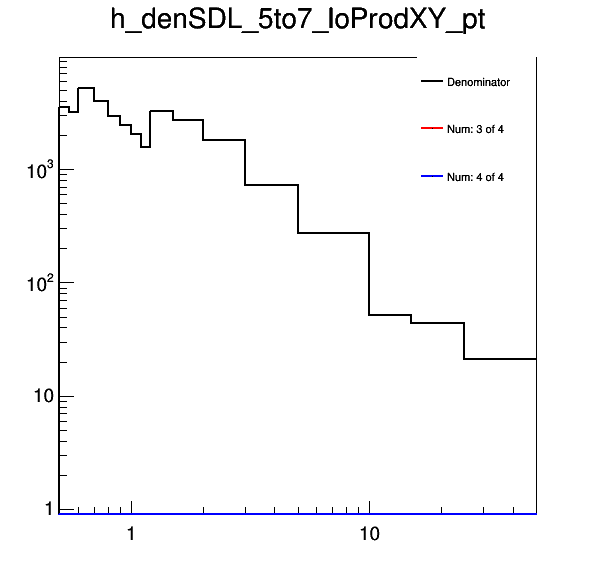 h_denSDL_5to7_loProdXY_pt
Denominator
Num: 3 of 4
Num: 4 of 4
10³
10²
10
1
1 10